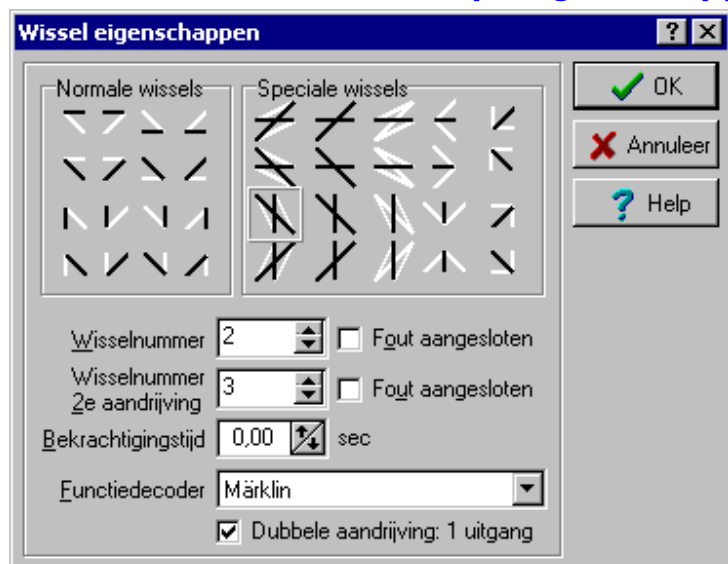 Wissel eigenschappen
Normale wissels
Speciale wissels
OK
Annuleer
Help
Wisselnummer 2 Fout aangesloten
Wisselnummer
2e aandrijving 3 Fout aangesloten
Bekrachtigingstijd 0,00 sec
Functiedecoder Märklin
Dubbele aandrijving: 1 uitgang